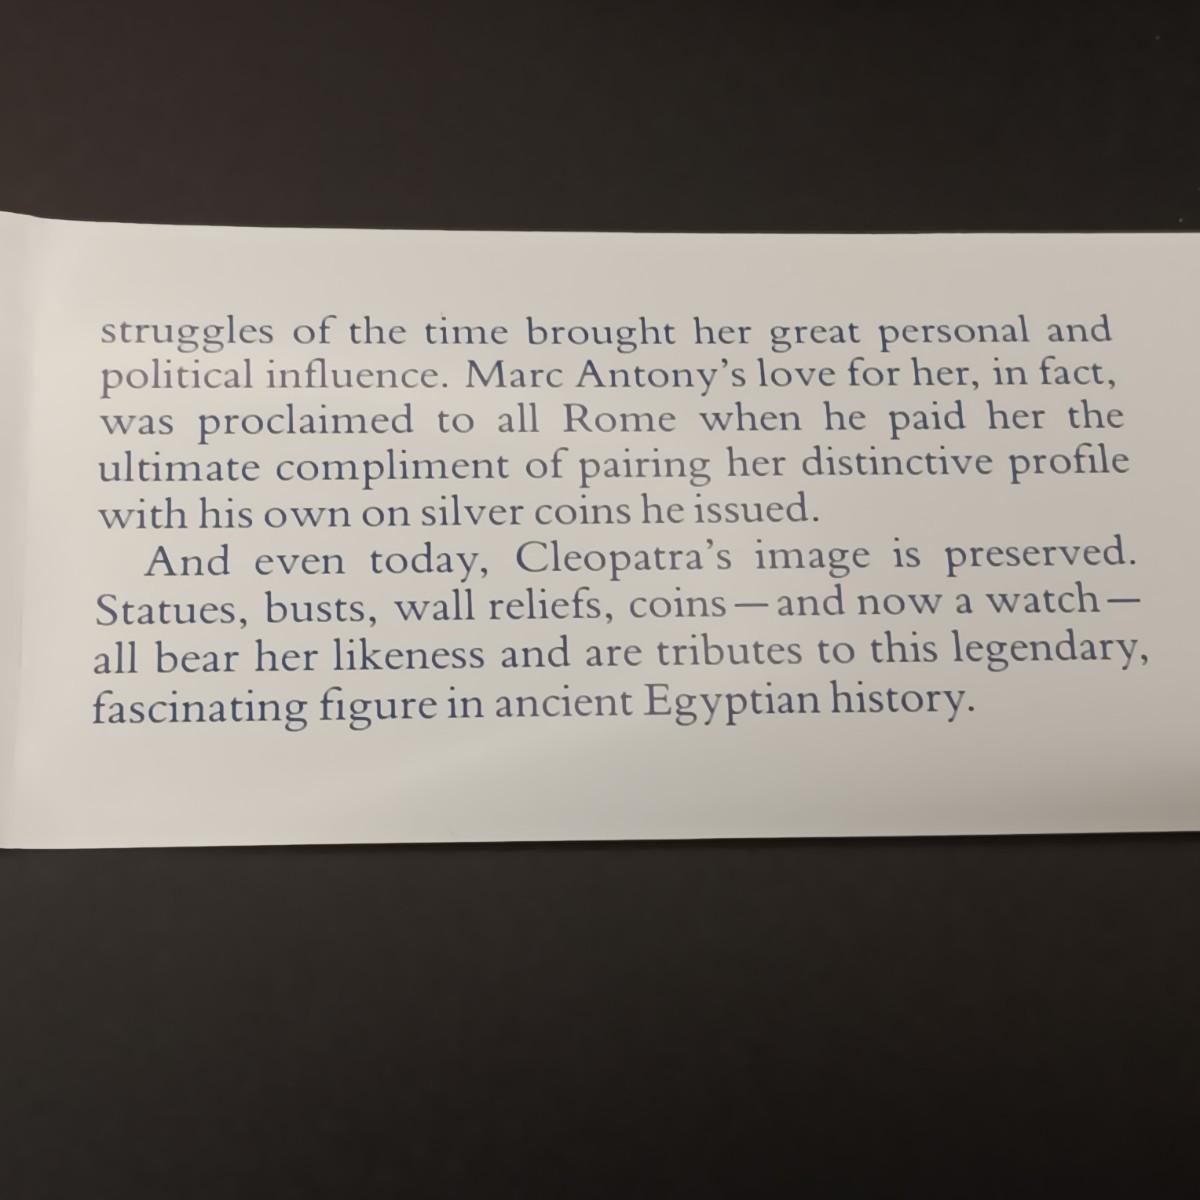 struggles of the time brought her great personal and
political influence. Marc Antony's love for her, in fact,
was proclaimed to all Rome when he paid her the
ultimate compliment of pairing her distinctive profile
with his own on silver coins he issued.
And even today, Cleopatra's image is preserved.
Statues, busts, wall reliefs, coins—and now a watch—
all bear her likeness and are tributes to this legendary,
fascinating figure in ancient Egyptian history.